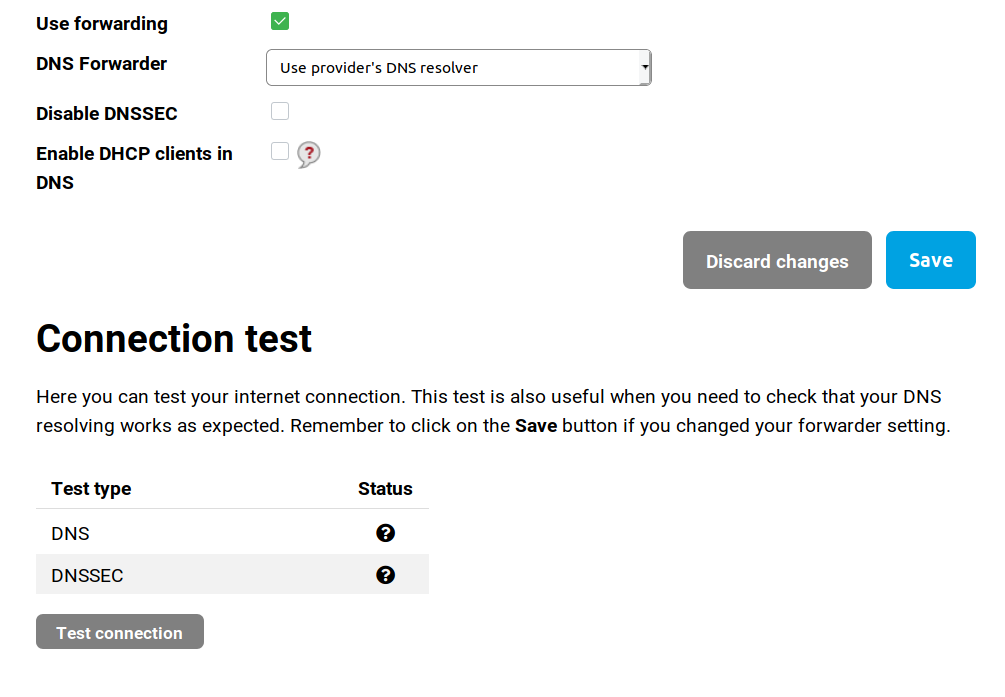 Use forwarding
DNS Forwarder
Use provider's DNS resolver
Disable DNSSEC
Enable DHCP clients in
DNS
?
Discard changes
Save
Connection test
Here you can test your internet connection. This test is also useful when you need to check that your DNS
resolving works as expected. Remember to click on the Save button if you changed your forwarder setting.
Test type Status
DNS ?
DNSSEC ?
Test connection